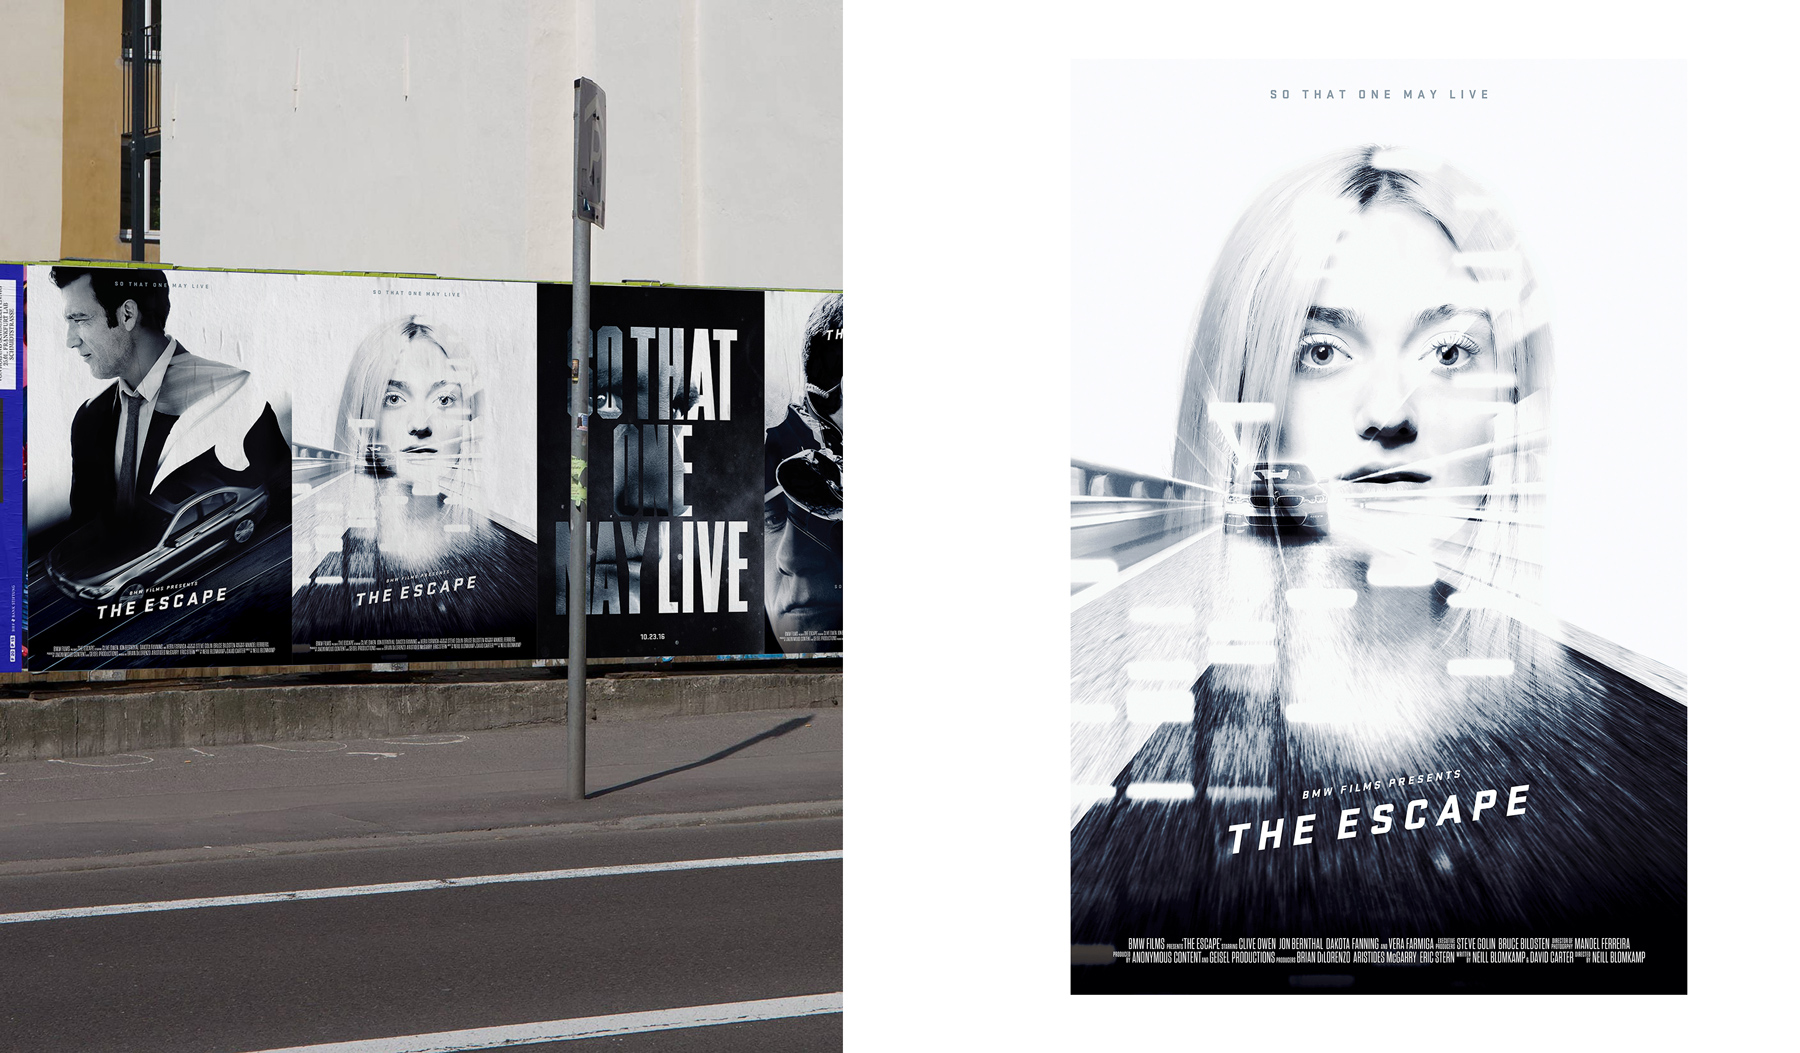 SO THAT ONE MAY LIVE
BMW FILMS PRESENTS
THE ESCAPE
SO THAT ONE MAY LIVE
BMW FILMS PRESENTS
THE ESCAPE
SO THAT
ONE
MAY LIVE
10.23.16
TH
SO THAT ONE MAY LIVE
BMW FILMS PRESENTS
THE ESCAPE
BMW FILMS PRESENTS 'THE ESCAPE' STARRING CLIVE OWEN JON BERNTHAL DAKOTA FANNING AND VERA FARMIGA EXECUTIVE PRODUCERS STEVE GOLIN BRUCE BILDSTEN DIRECTOR OF PHOTOGRAPHY MANOEL FERREIRA
PRODUCED BY ANONYMOUS CONTENT AND GEISEL PRODUCTIONS PRODUCERS BRIAN DiLORENZO ARISTIDES McGARRY ERIC STERN WRITTEN BY NEILL BLOMKAMP & DAVID CARTER DIRECTED BY NEILL BLOMKAMP